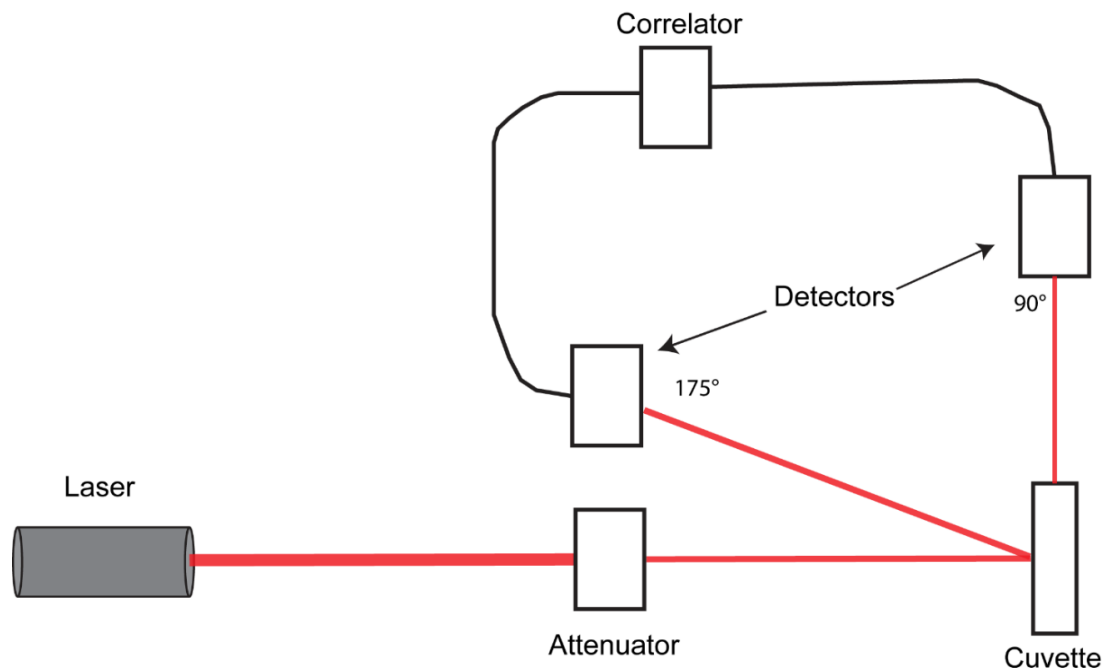 Correlator
Detectors
90°
175°
Laser
Attenuator
Cuvette